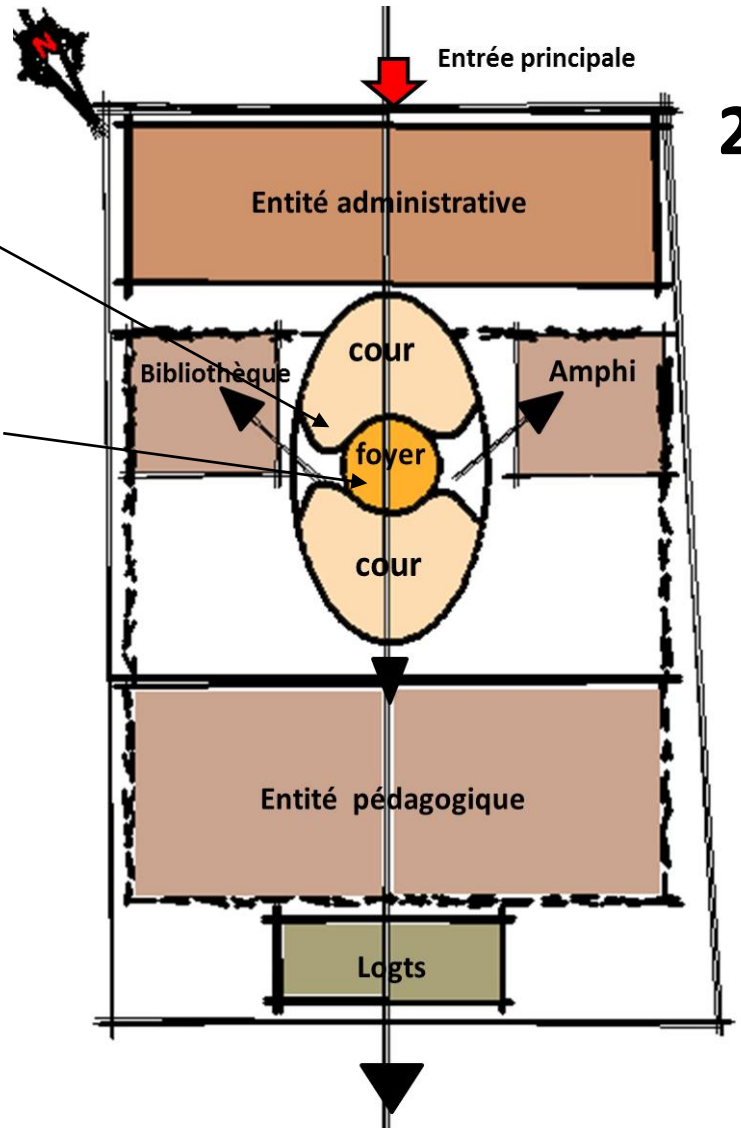 N
Entrée principale
2
Entité administrative
cour
Bibliothèque
Amphi
foyer
cour
Entité pédagogique
Logts